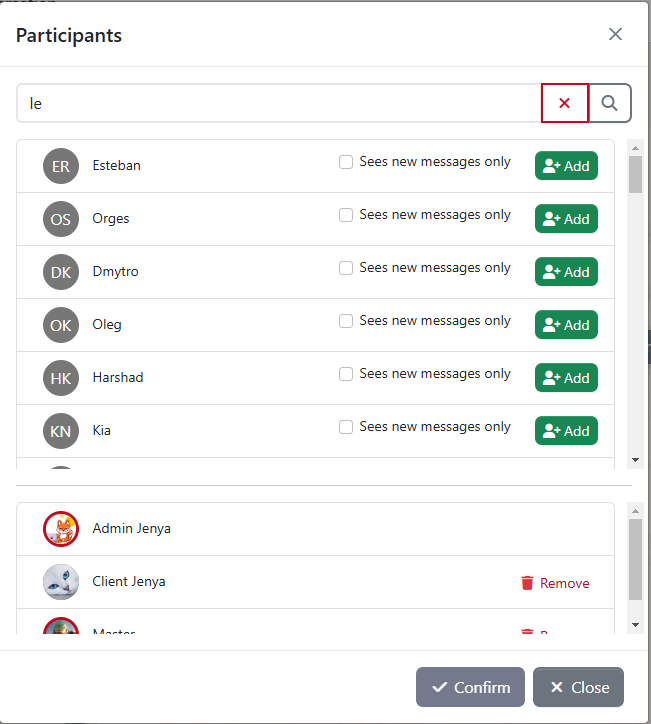 Participants
le
ER Esteban Sees new messages only Add
OS Orges Sees new messages only Add
DK Dmytro Sees new messages only Add
OK Oleg Sees new messages only Add
HK Harshad Sees new messages only Add
KN Kia Sees new messages only Add
Admin Jenya
Client Jenya Remove
Master
Confirm Close